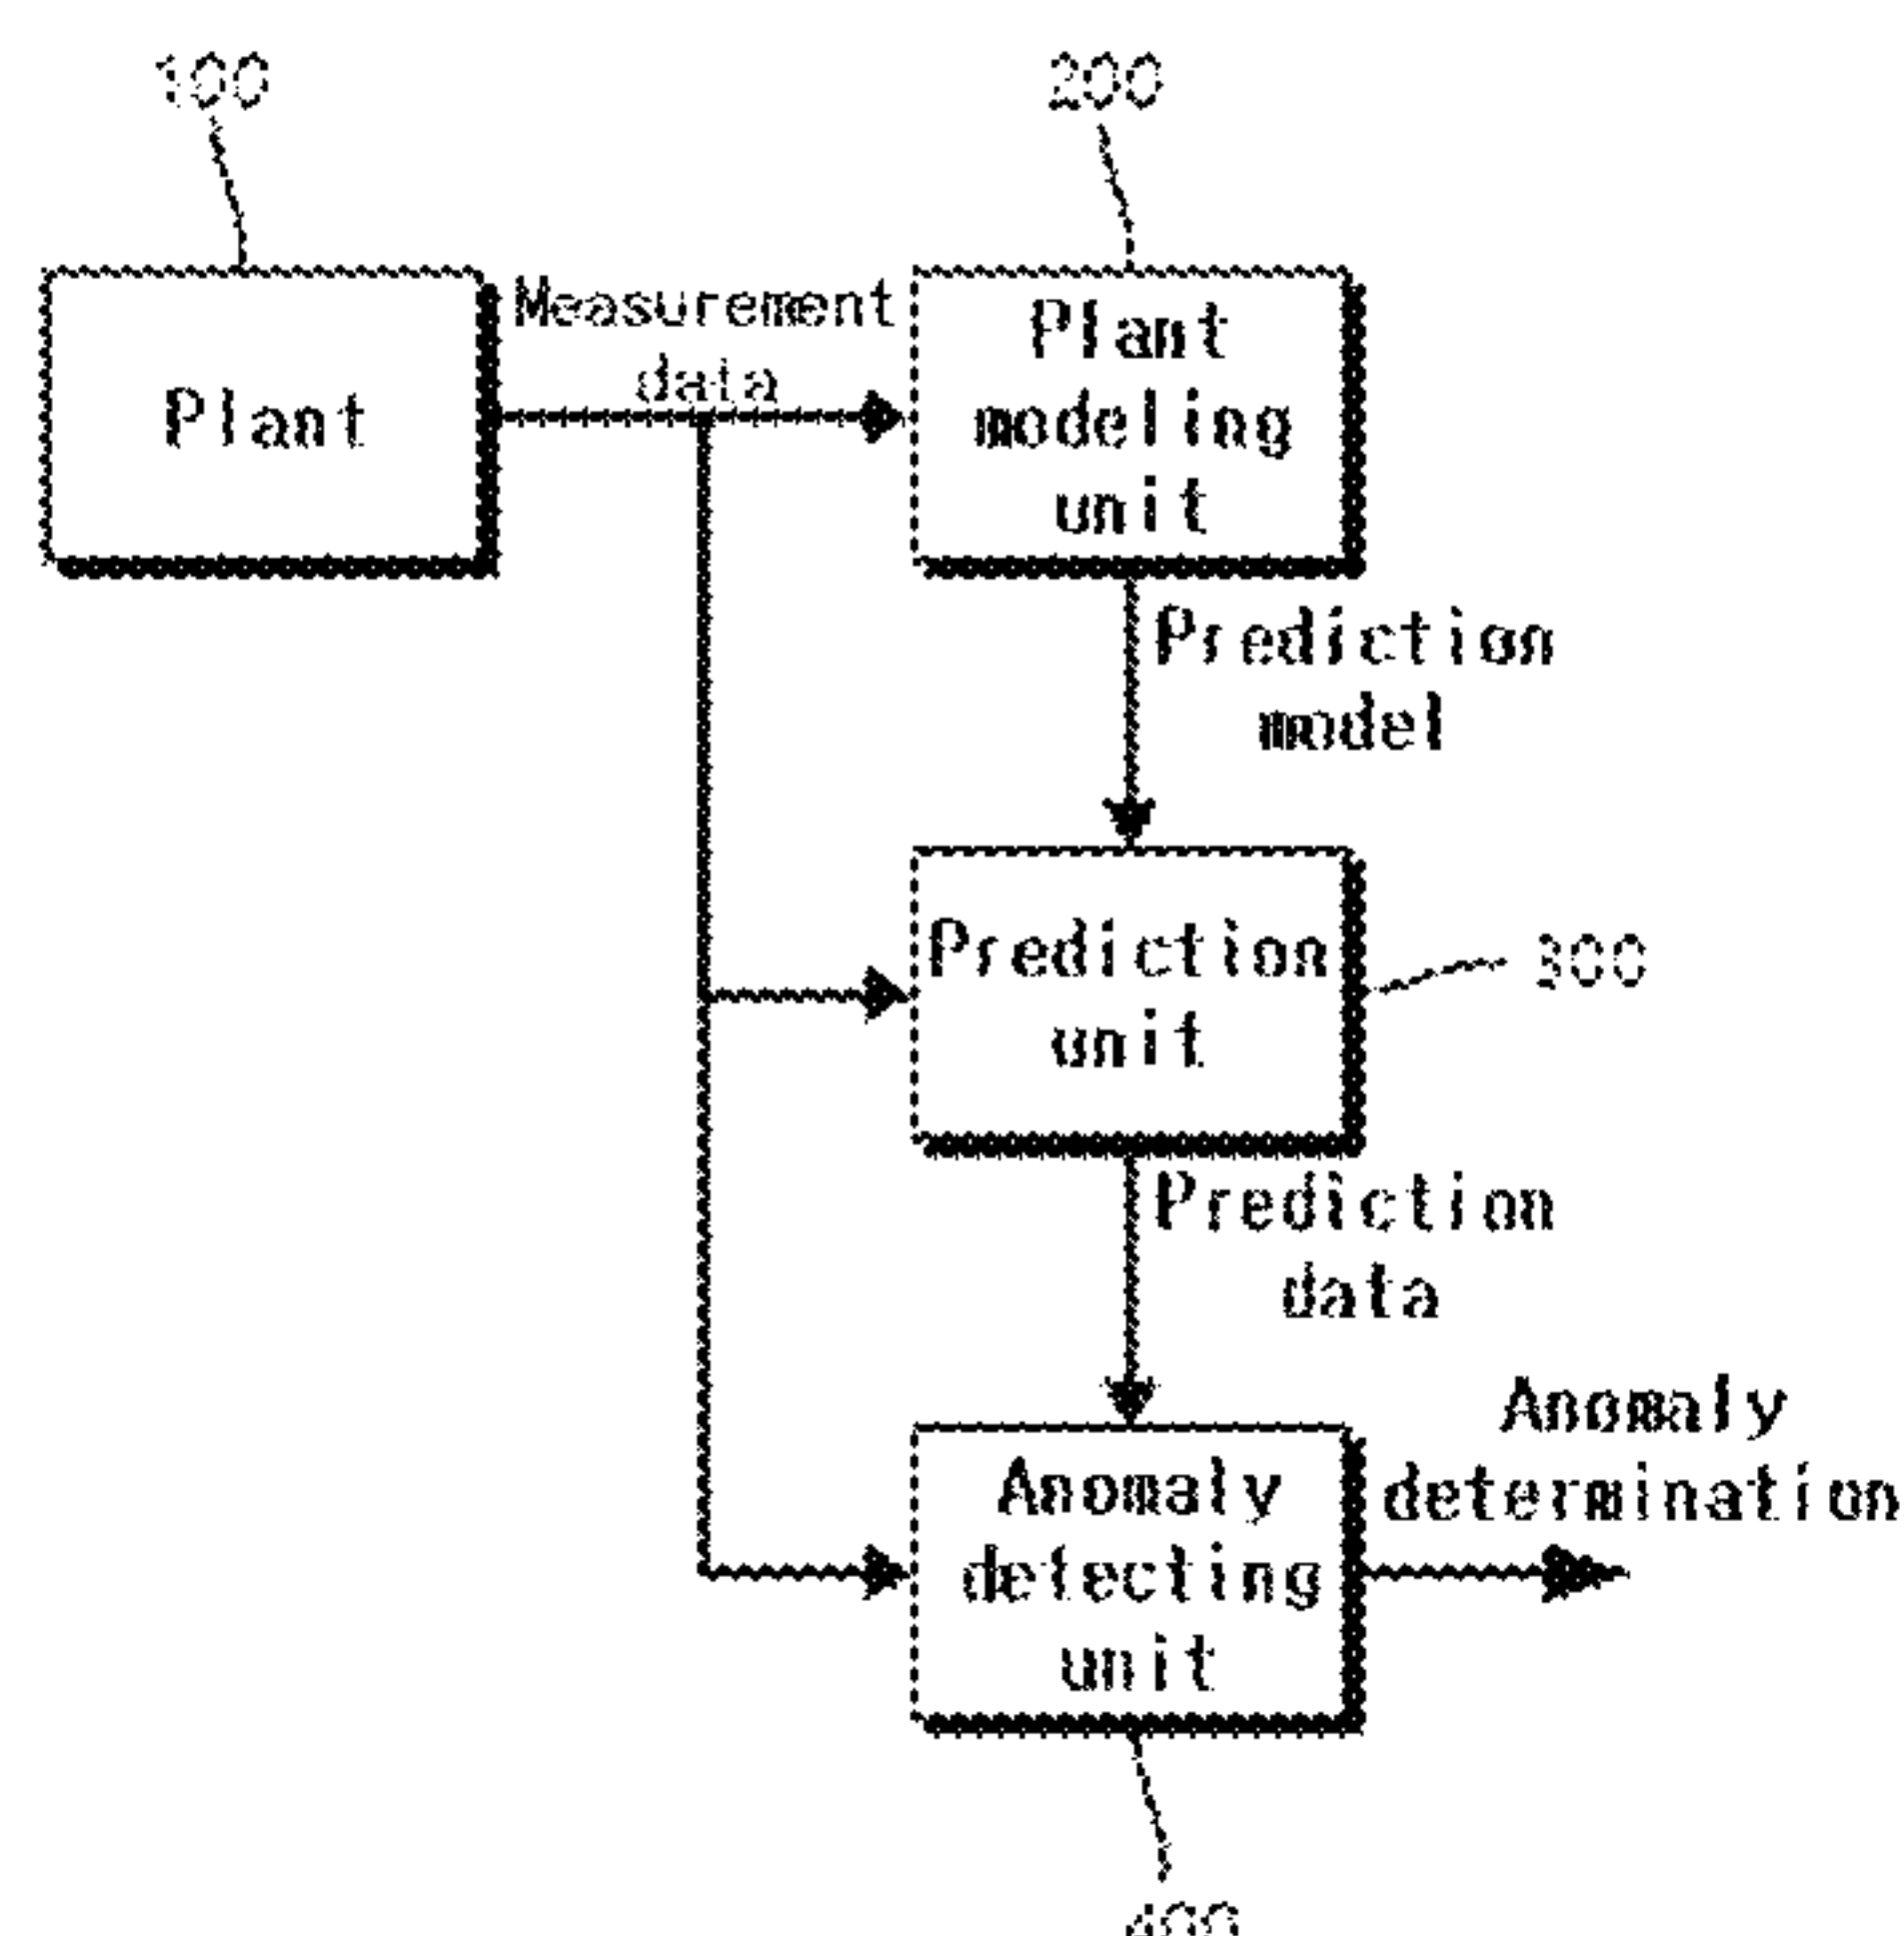 100
200
Plant
Measurement
data
Plant
modeling
unit
Prediction
model
Prediction
unit
300
Prediction
data
Anomaly
detecting
unit
Anomaly
determination
400